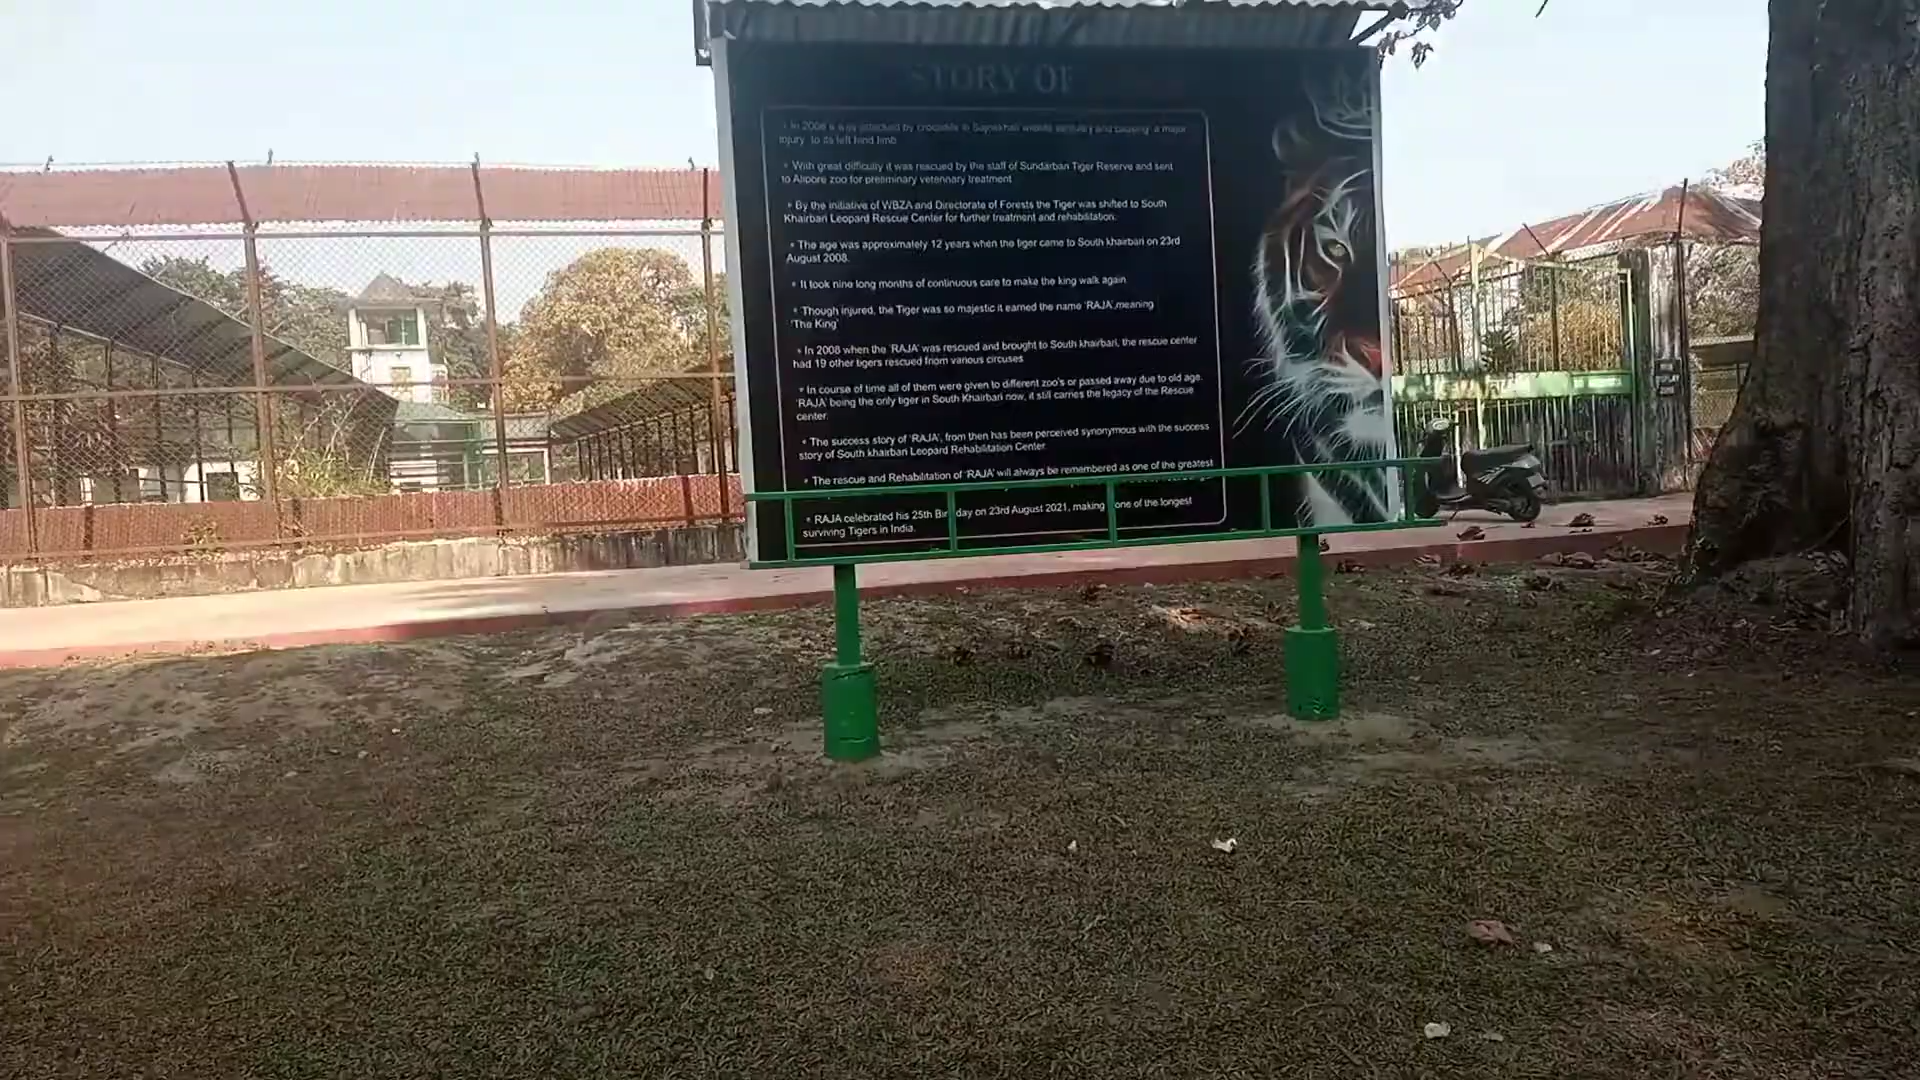 STORY OF
• In 2008 it was attacked by crocodile in Sajnekhali wildlife sanctuary and causing a major
injury to its left hind limb
• With great difficulty it was rescued by the staff of Sundarban Tiger Reserve and sent
to Alipore zoo for preliminary veterinary treatment
• By the initiative of WBZA and Directorate of Forests the Tiger was shifted to South
Khairbari Leopard Rescue Center for further treatment and rehabilitation.
• The age was approximately 12 years when the tiger came to South khairbari on 23rd
August 2008.
• It took nine long months of continuous care to make the king walk again
• Though injured, the Tiger was so majestic it earned the name 'RAJA',meaning
'The King'
• In 2008 when the 'RAJA' was rescued and brought to South khairbari, the rescue center
had 19 other tigers rescued from various circuses
• In course of time all of them were given to different zoo's or passed away due to old age.
'RAJA' being the only tiger in South Khairbari now, it still carries the legacy of the Rescue
center.
• The success story of 'RAJA', from then has been perceived synonymous with the success
story of South khairbari Leopard Rehabilitation Center.
• The rescue and Rehabilitation of 'RAJA' will always be remembered as one of the greatest
• RAJA celebrated his 25th Birthday on 23rd August 2021, making one of the longest
surviving Tigers in India.